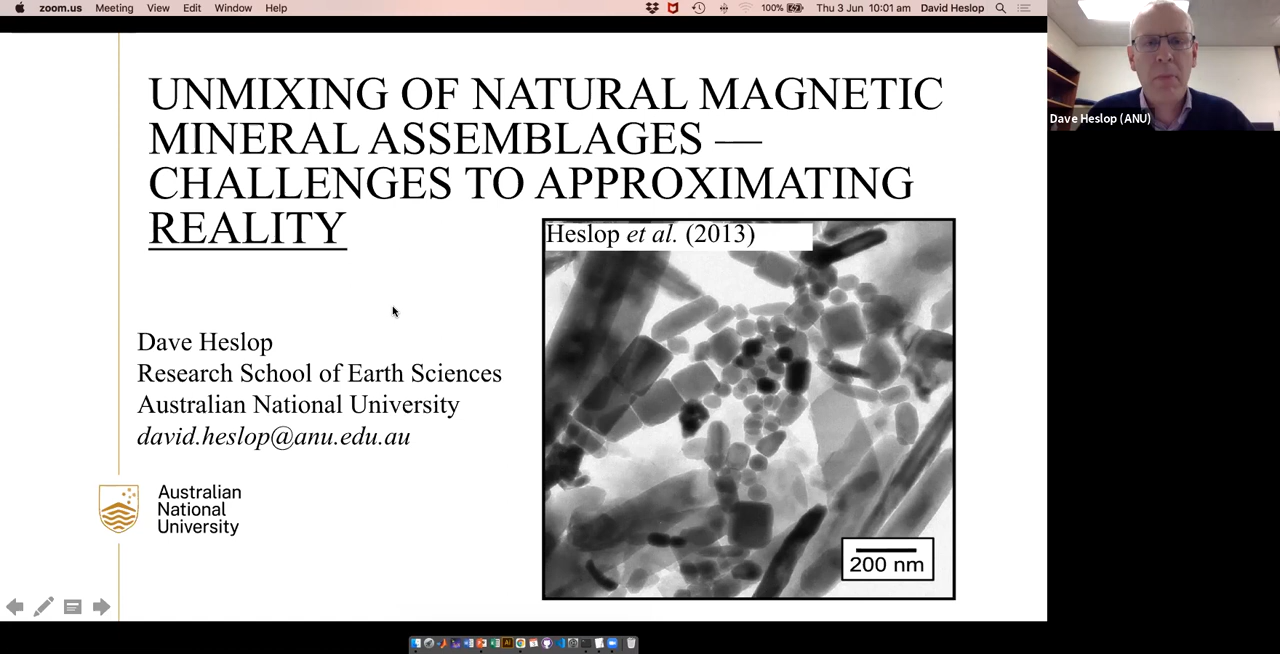 zoom.us Meeting View Edit Window Help 100% Thu 3 Jun 10:01 am David Heslop
UNMIXING OF NATURAL MAGNETIC
MINERAL ASSEMBLAGES —
CHALLENGES TO APPROXIMATING
REALITY
Heslop et al. (2013)
Dave Heslop
Research School of Earth Sciences
Australian National University
david.heslop@anu.edu.au
Australian
National
University
200 nm
Dave Heslop (ANU)